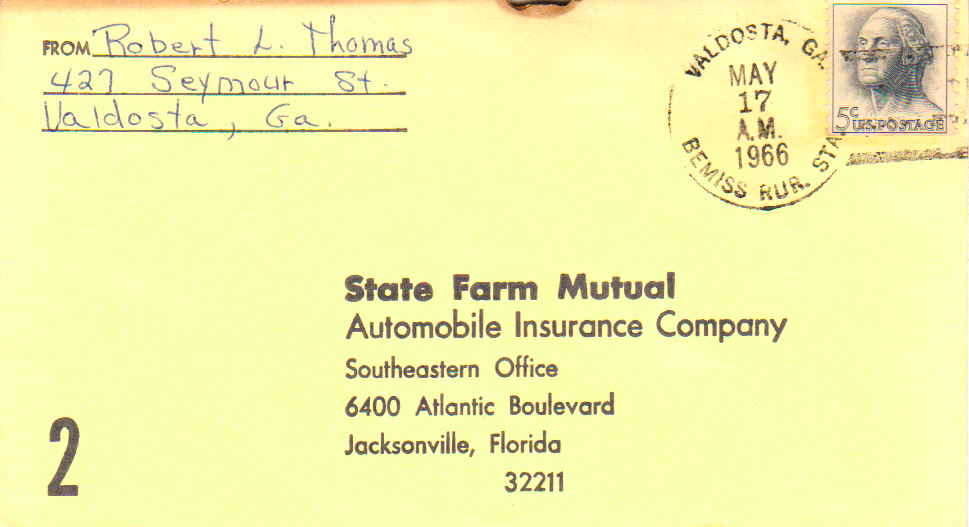 FROM Robert L. Thomas
427 Seymour St.
Valdosta, Ga.
VALDOSTA, GA.
MAY
17
A.M.
1966
BEMISS RUR. STA.
5¢
U.S. POSTAGE
State Farm Mutual
Automobile Insurance Company
Southeastern Office
6400 Atlantic Boulevard
Jacksonville, Florida
32211
2